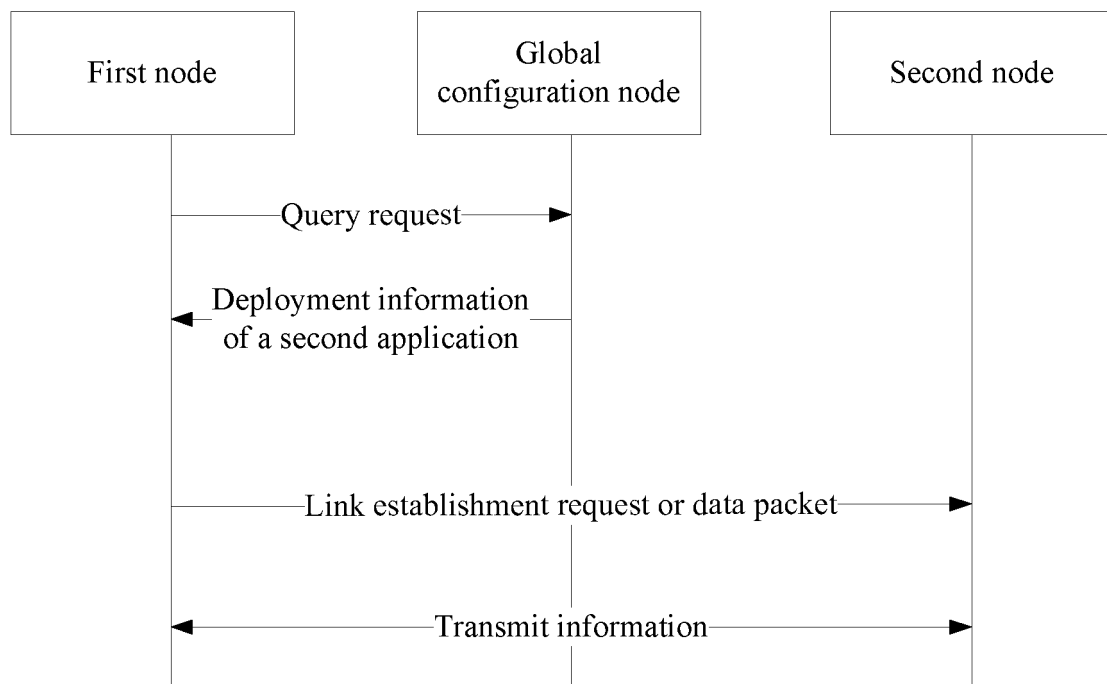 First node
Global
configuration node
Second node
Query request
Deployment information
of a second application
Link establishment request or data packet
Transmit information